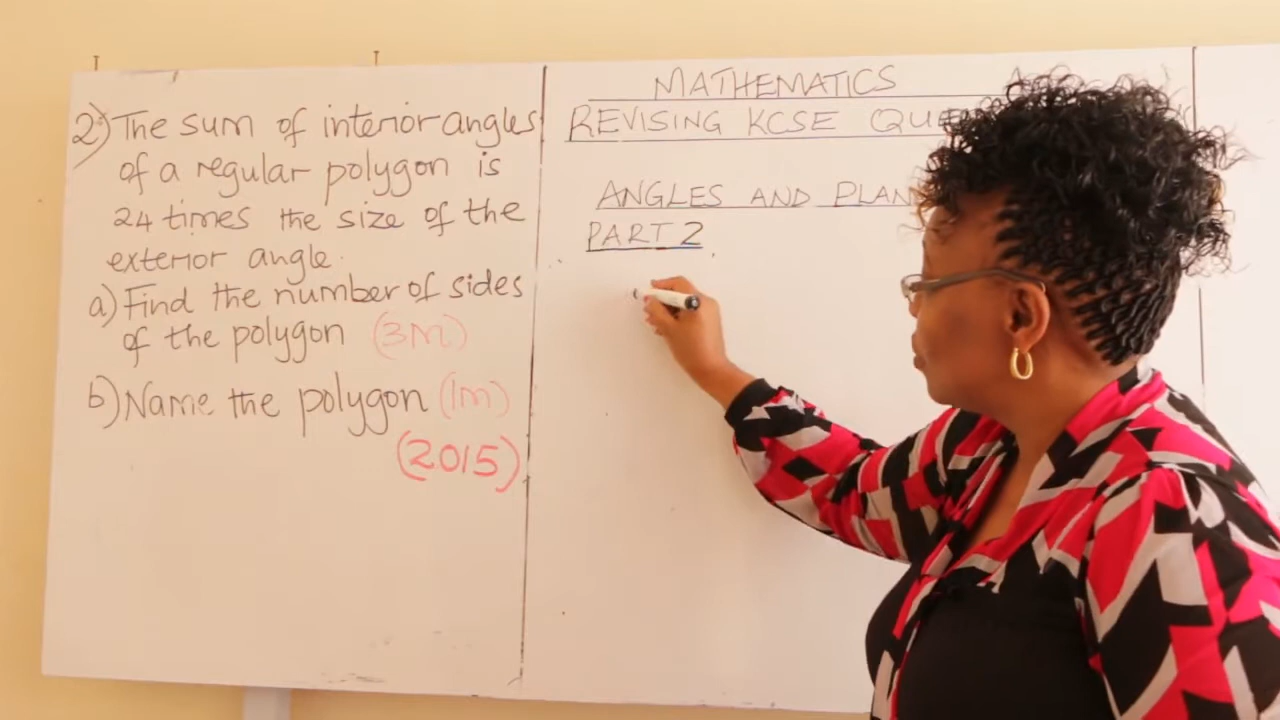 2) The sum of interior angles
of a regular polygon is
24 times the size of the
exterior angle.
a) Find the number of sides
of the polygon (3M)
b) Name the polygon (1M)
(2015)
MATHEMATICS
REVISING KCSE
ANGLES AND
PART 2